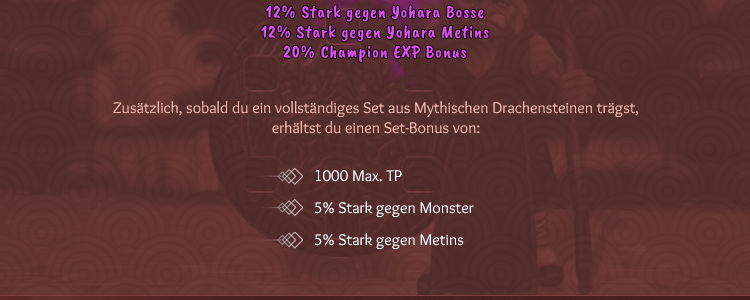 12% Stark gegen Yohara Bosse
12% Stark gegen Yohara Metins
20% Champion EXP Bonus
Zusätzlich, sobald du ein vollständiges Set aus Mythischen Drachensteinen trägst,
erhältst du einen Set-Bonus von:
1000 Max. TP
5% Stark gegen Monster
5% Stark gegen Metins